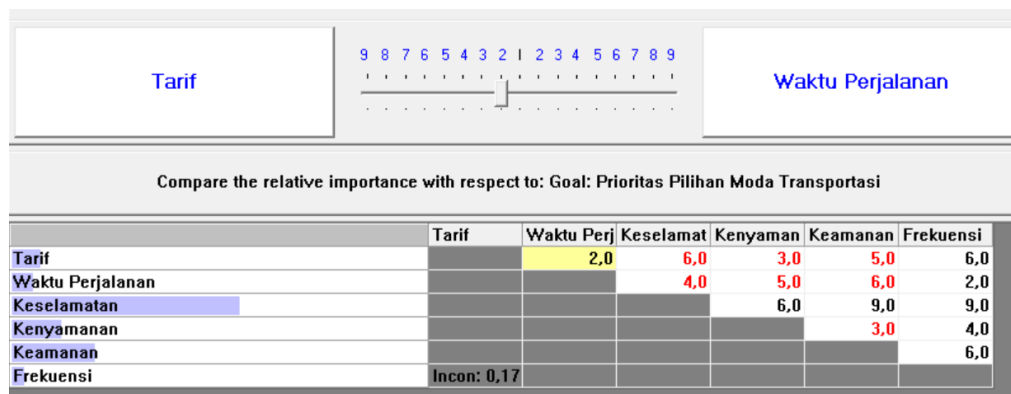 9 8 7 6 5 4 3 2 1 2 3 4 5 6 7 8 9
Tarif
Waktu Perjalanan
Compare the relative importance with respect to: Goal: Prioritas Pilihan Moda Transportasi
Tarif Waktu Perj Keselamat Kenyaman Keamanan Frekuensi
Tarif 2,0 6,0 3,0 5,0 6,0
Waktu Perjalanan 4,0 5,0 6,0 2,0
Keselamatan 6,0 9,0 9,0
Kenyamanan 3,0 4,0
Keamanan 6,0
Frekuensi Incon: 0,17